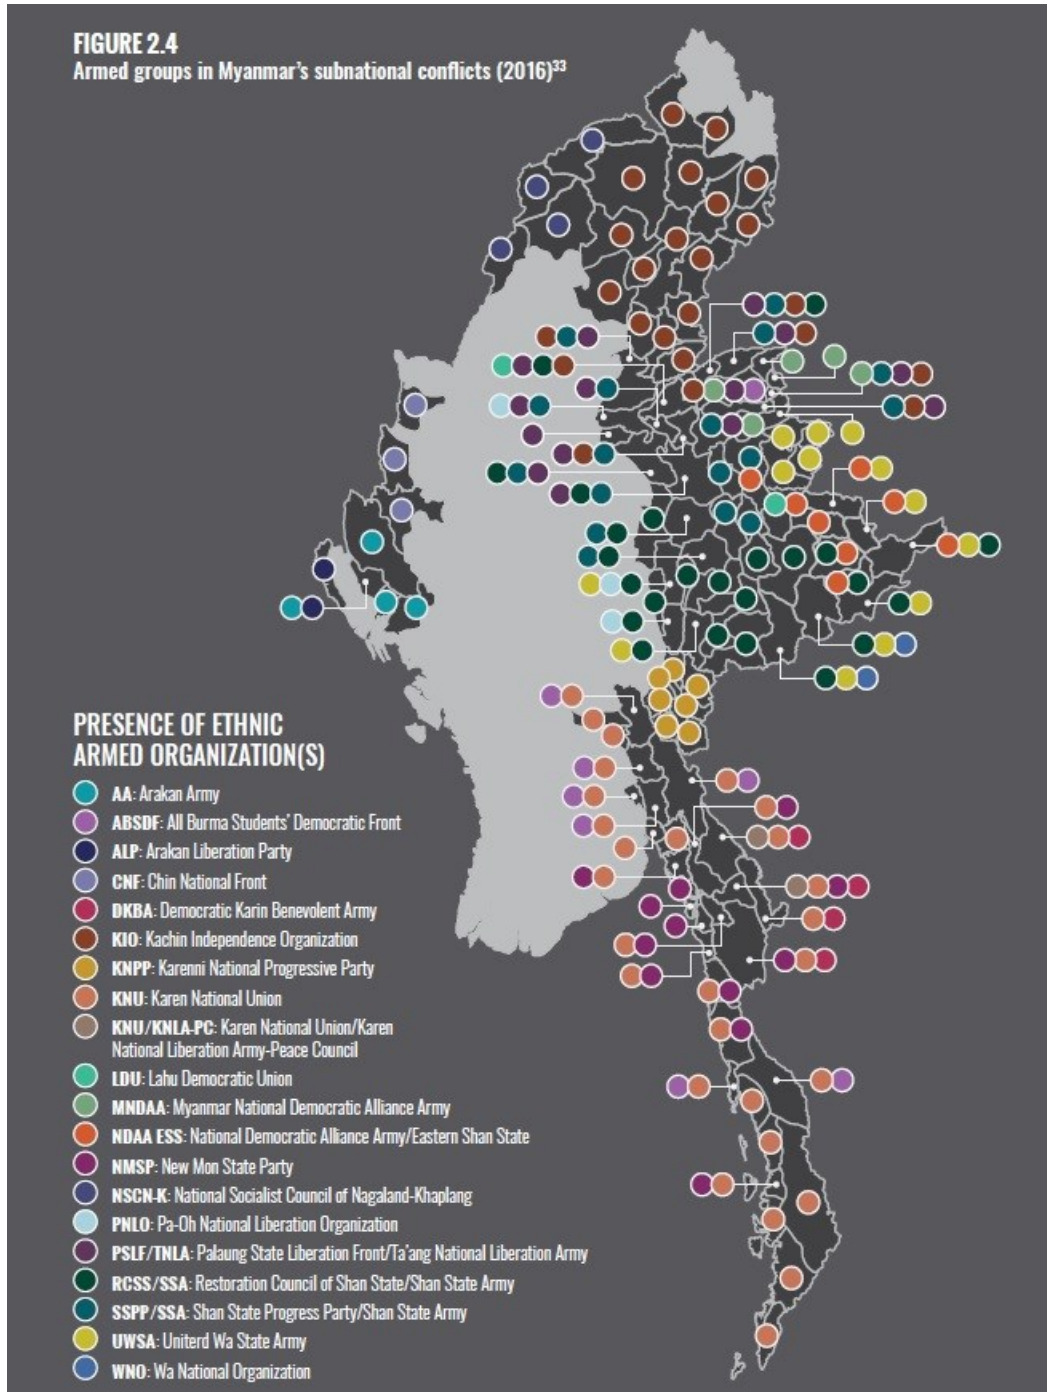 FIGURE 2.4
Armed groups in Myanmar's subnational conflicts (2016)³³
PRESENCE OF ETHNIC
ARMED ORGANIZATION(S)
AA: Arakan Army
ABSDF: All Burma Students' Democratic Front
ALP: Arakan Liberation Party
CNF: Chin National Front
DKBA: Democratic Karin Benevolent Army
KIO: Kachin Independence Organization
KNPP: Karenni National Progressive Party
KNU: Karen National Union
KNU/KNLA-PC: Karen National Union/Karen
National Liberation Army-Peace Council
LDU: Lahu Democratic Union
MNDAA: Myanmar National Democratic Alliance Army
NDAA ESS: National Democratic Alliance Army/Eastern Shan State
NMSP: New Mon State Party
NSCN-K: National Socialist Council of Nagaland-Khaplang
PNLO: Pa-Oh National Liberation Organization
PSLF/TNLA: Palaung State Liberation Front/Ta'ang National Liberation Army
RCSS/SSA: Restoration Council of Shan State/Shan State Army
SSPP/SSA: Shan State Progress Party/Shan State Army
UWSA: Uniterd Wa State Army
WNO: Wa National Organization